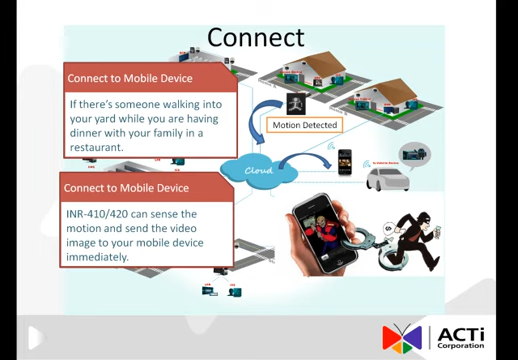 Connect
Connect to Mobile Device
If there's someone walking into
your yard while you are having
dinner with your family in a
restaurant.
Motion Detected
Cloud
Connect to Mobile Device
INR-410/420 can sense the
motion and send the video
image to your mobile device
immediately.
ACTi
Corporation